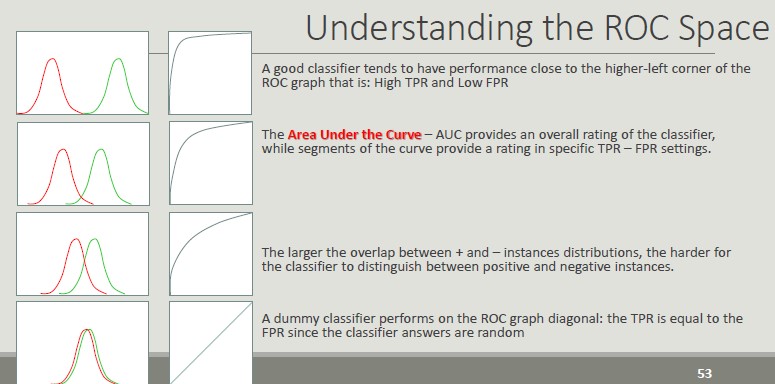 Understanding the ROC Space
A good classifier tends to have performance close to the higher-left corner of the
ROC graph that is: High TPR and Low FPR
The Area Under the Curve – AUC provides an overall rating of the classifier,
while segments of the curve provide a rating in specific TPR – FPR settings.
The larger the overlap between + and – instances distributions, the harder for
the classifier to distinguish between positive and negative instances.
A dummy classifier performs on the ROC graph diagonal: the TPR is equal to the
FPR since the classifier answers are random
53